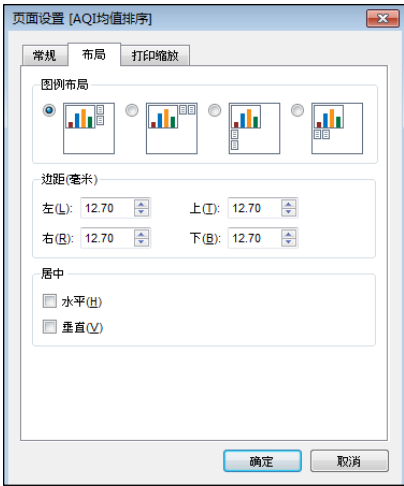 页面设置 [AQI均值排序]
常规 布局 打印缩放
图例布局
边距(毫米)
左(L): 12.70 上(T): 12.70
右(R): 12.70 下(B): 12.70
居中
水平(H)
垂直(V)
确定 取消